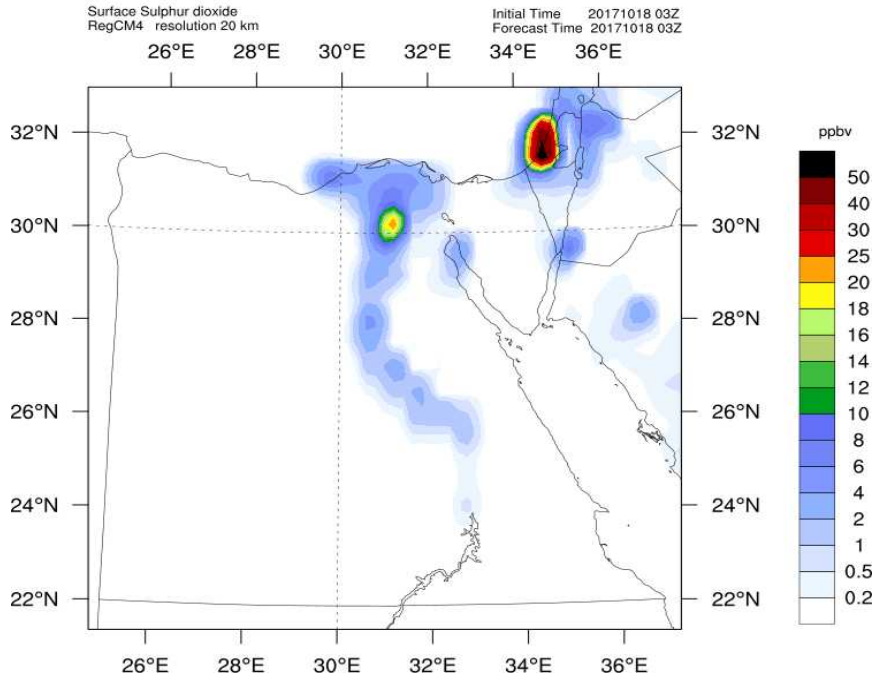 Surface Sulphur dioxide
RegCM4 resolution 20 km
Initial Time 20171018 03Z
Forecast Time 20171018 03Z
26°E 28°E 30°E 32°E 34°E 36°E
32°N
30°N
28°N
26°N
24°N
22°N
32°N
30°N
28°N
26°N
24°N
22°N
26°E 28°E 30°E 32°E 34°E 36°E
ppbv
50
40
30
25
20
18
16
14
12
10
8
6
4
2
1
0.5
0.2